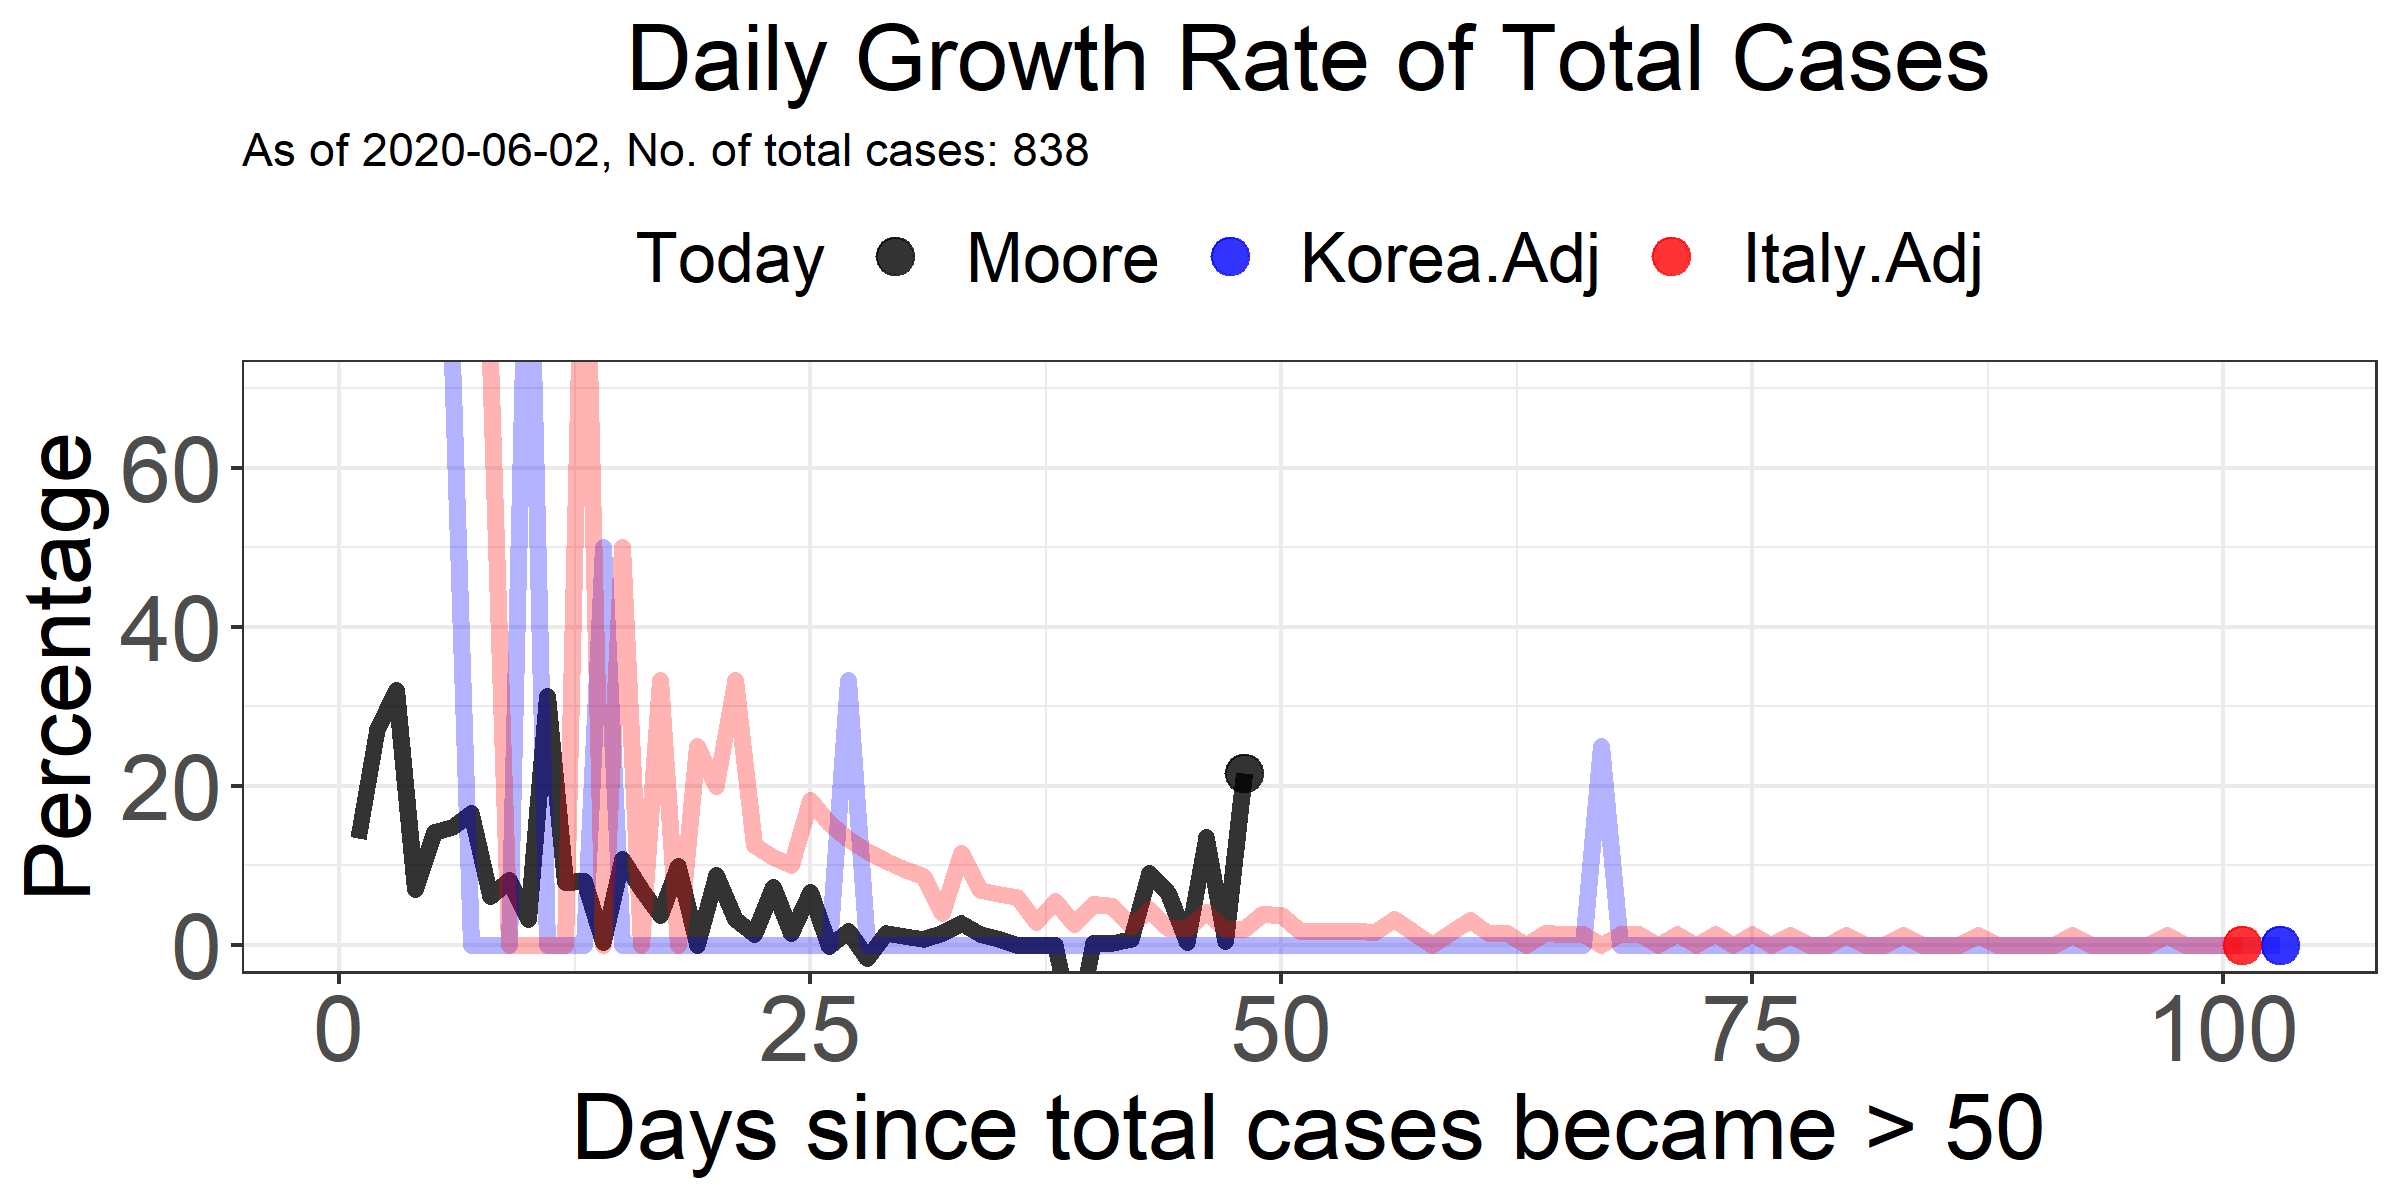 Daily Growth Rate of Total Cases
As of 2020-06-02, No. of total cases: 838
Today Moore Korea.Adj Italy.Adj
Percentage
60
40
20
0
0 25 50 75 100
Days since total cases became > 50